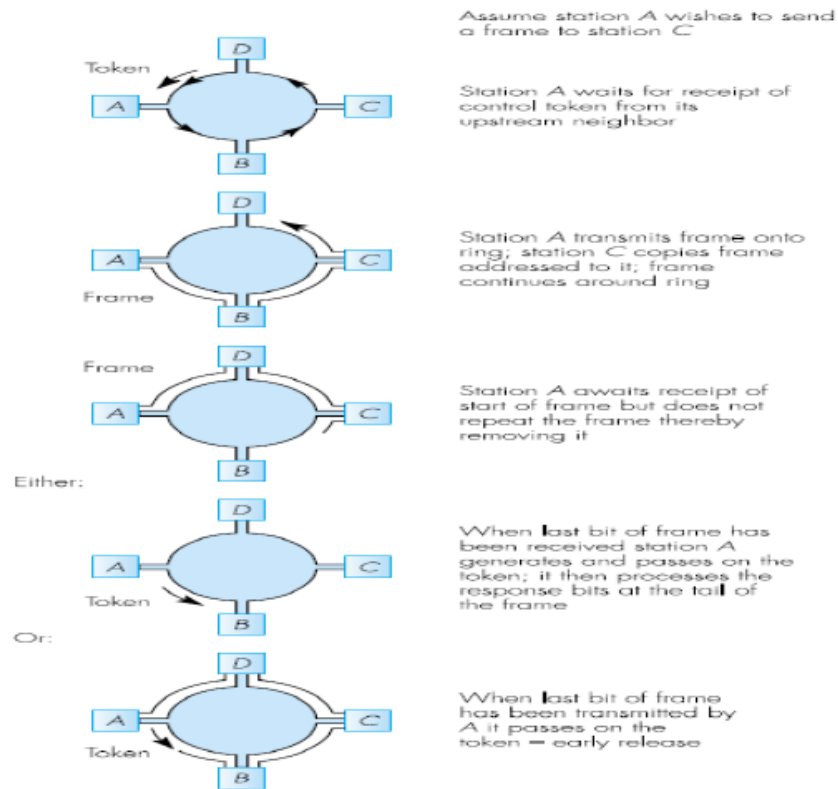 Assume station A wishes to send
a frame to station C
D
Token
A
C
B
Station A waits for receipt of
control token from its
upstream neighbor
D
A
C
Frame
B
Station A transmits frame onto
ring; station C copies frame
addressed to it; frame
continues around ring
Frame
D
A
C
B
Station A awaits receipt of
start of frame but does not
repeat the frame thereby
removing it
Either:
D
A
C
Token
B
When last bit of frame has
been received station A
generates and passes on the
token; it then processes the
response bits at the tail of
the frame
Or:
D
A
C
Token
B
When last bit of frame
has been transmitted by
A it passes on the
token – early release